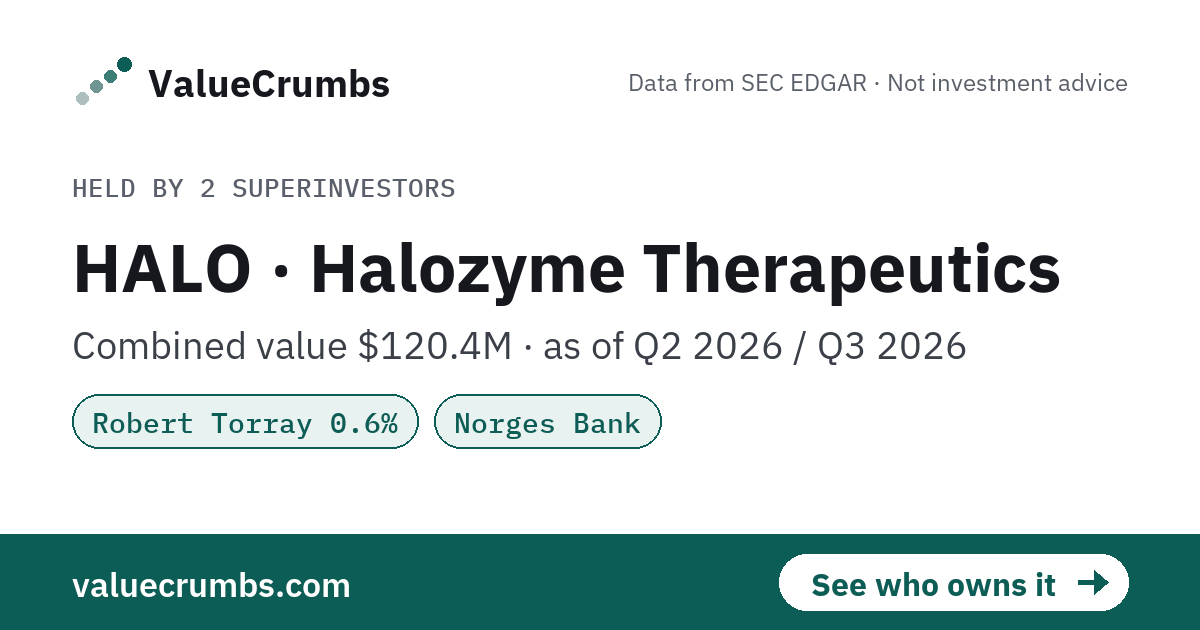 ValueCrumbs
Data from SEC EDGAR · Not investment advice
HELD BY 2 SUPERINVESTORS
HALO · Halozyme Therapeutics
Combined value $120.4M · as of Q2 2026 / Q3 2026
Robert Torray 0.6%
Norges Bank
valuecrumbs.com
See who owns it